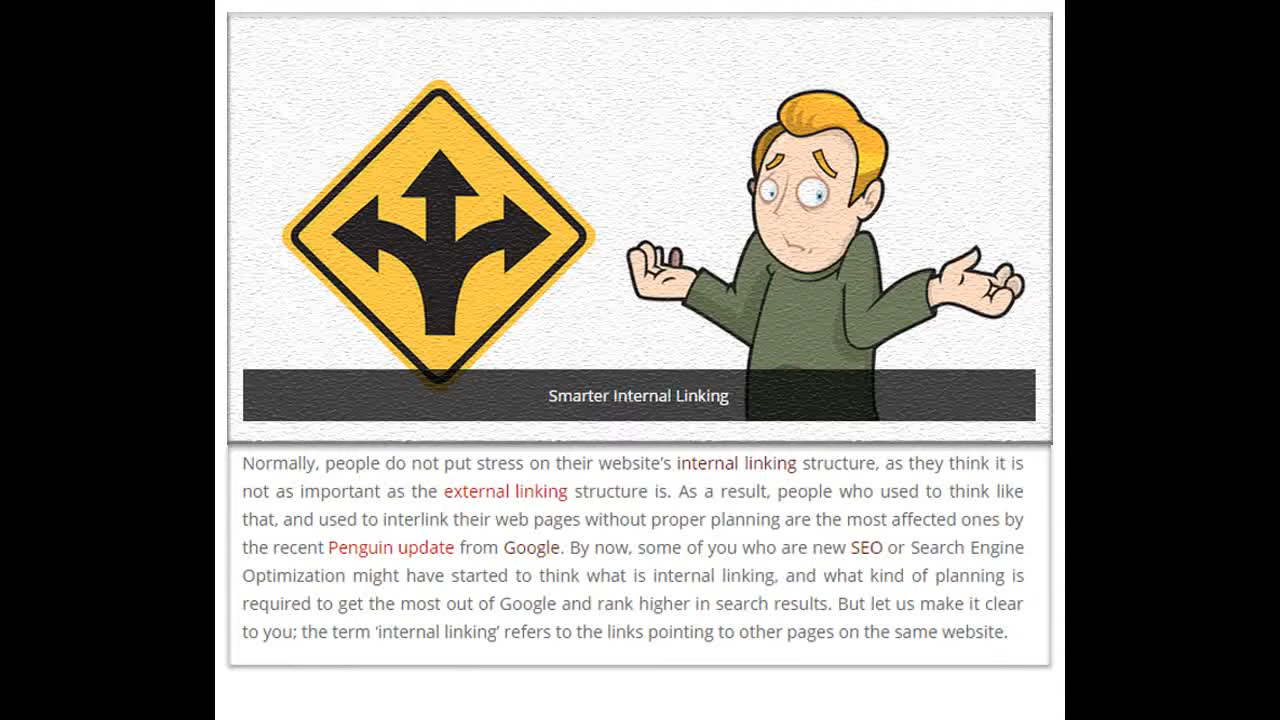 Smarter Internal Linking
Normally, people do not put stress on their website’s internal linking structure, as they think it is
not as important as the external linking structure is. As a result, people who used to think like
that, and used to interlink their web pages without proper planning are the most affected ones by
the recent Penguin update from Google. By now, some of you who are new SEO or Search Engine
Optimization might have started to think what is internal linking, and what kind of planning is
required to get the most out of Google and rank higher in search results. But let us make it clear
to you; the term ‘internal linking’ refers to the links pointing to other pages on the same website.